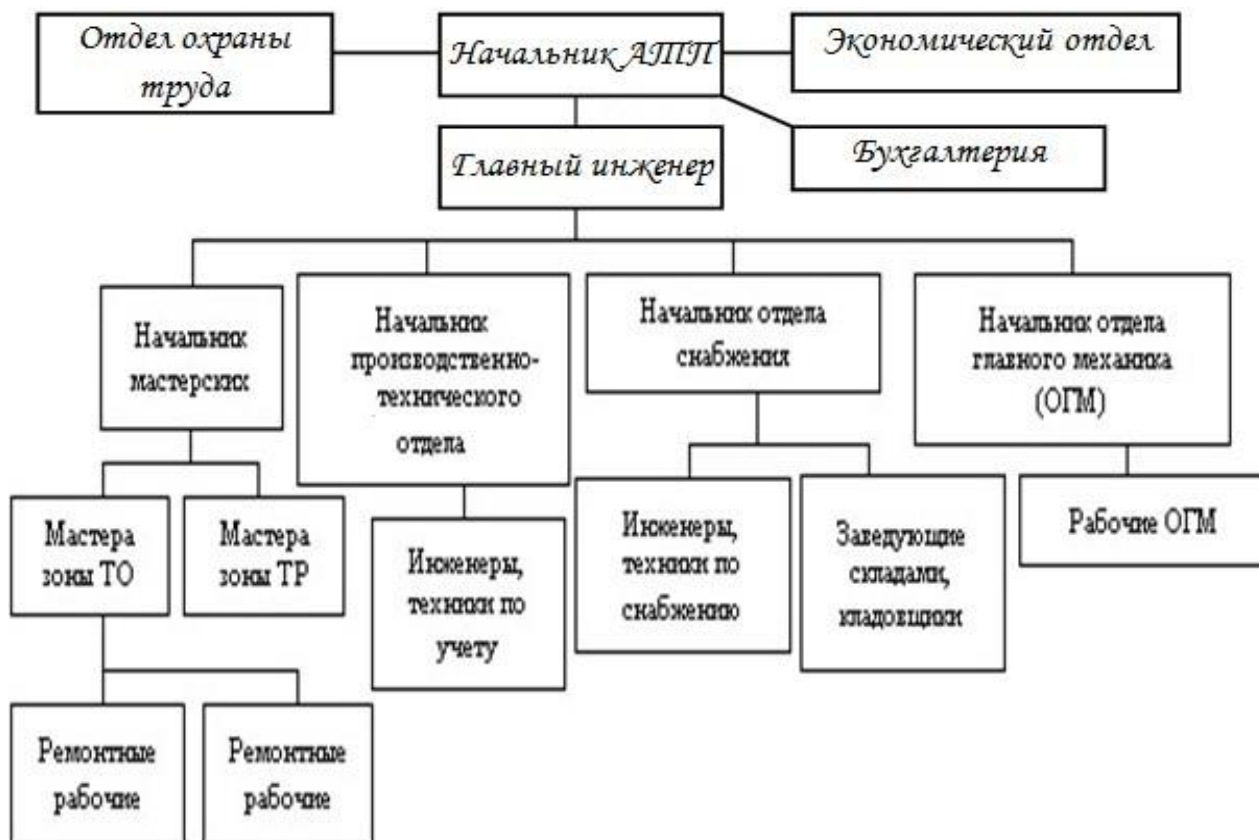 Отдел охраны
труда
Начальник АТП
Экономический отдел
Главный инженер
Бухгалтерия
Начальник
мастерских
Начальник
производственно-
технического
отдела
Начальник отдела
снабжения
Начальник отдела
главного механика
(ОГМ)
Мастера
зоны ТО
Мастера
зоны ТР
Инженеры,
техники по
учету
Инженеры,
техники по
снабжению
Заведующие
складами,
кладовщики
Рабочие ОГМ
Ремонтные
рабочие
Ремонтные
рабочие